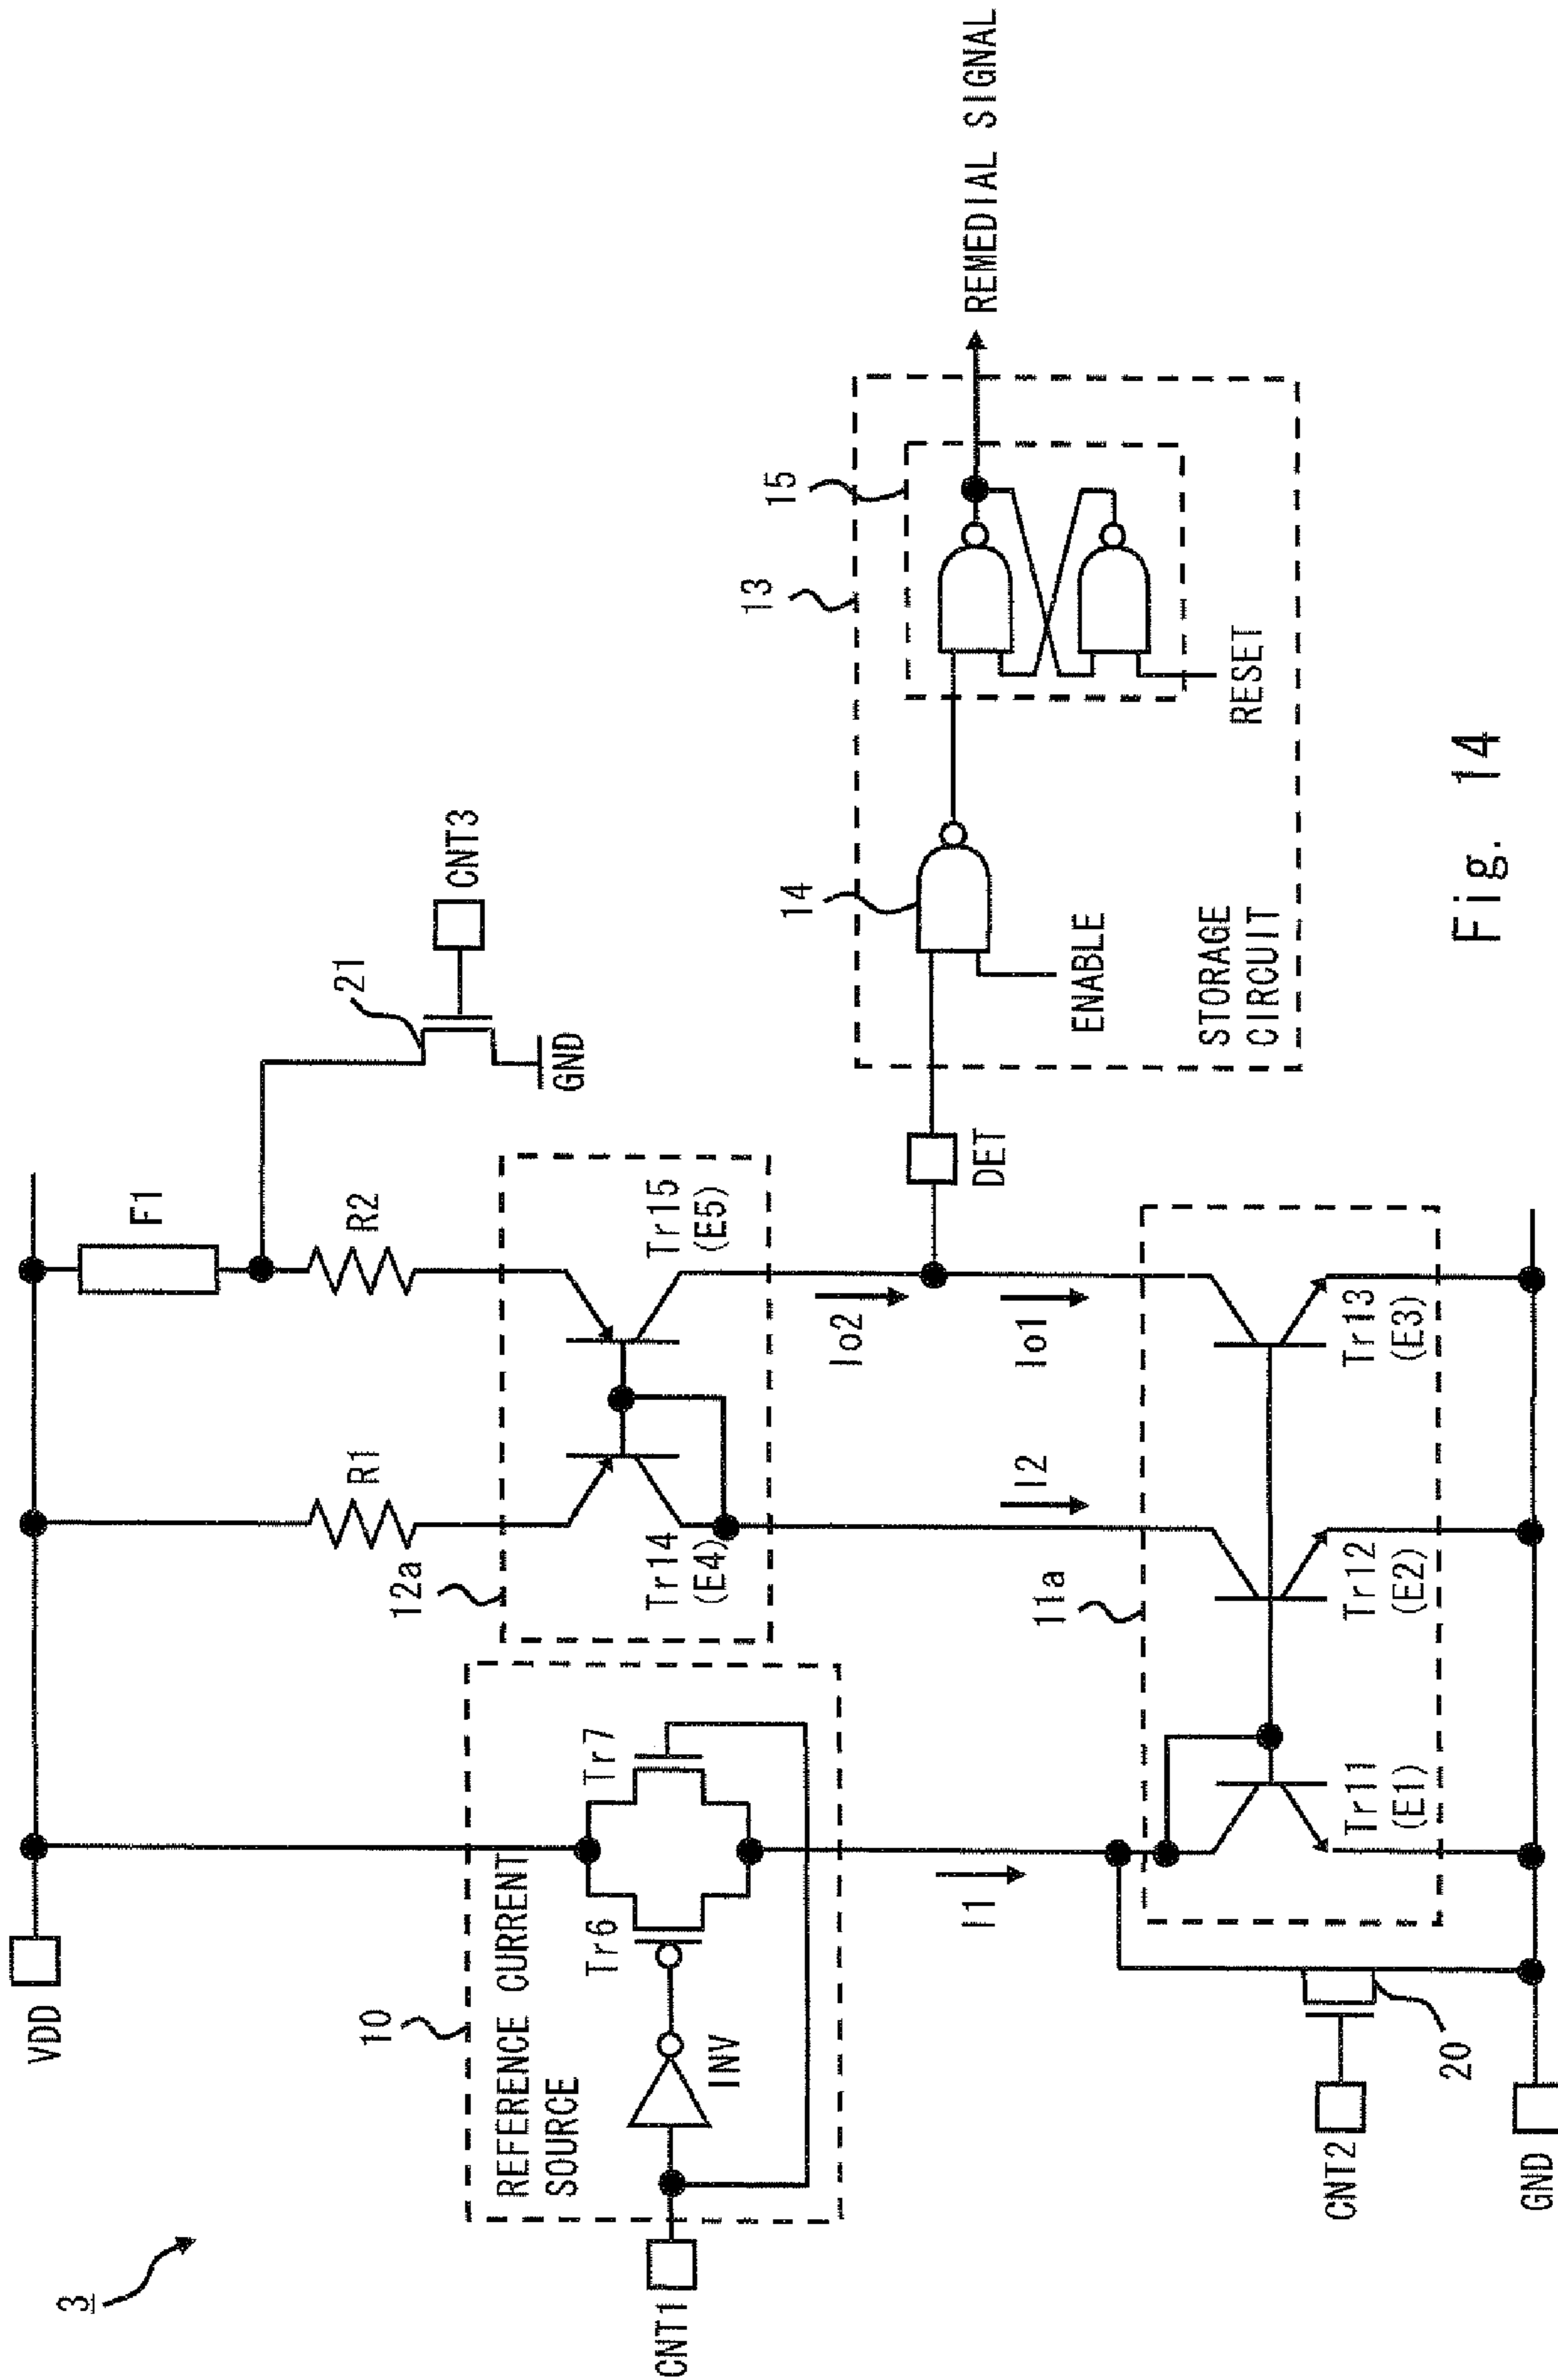 3
VDD
10
REFERENCE CURRENT
SOURCE
CNT1
INV
Tr6
Tr7
12a
R1
R2
F1
Tr14
(E4)
Tr15
(E5)
21
CNT3
GND
I1
I2
Io2
Io1
DET
11a
Tr11
(E1)
Tr12
(E2)
Tr13
(E3)
CNT2
20
GND
13
14
15
ENABLE
RESET
STORAGE
CIRCUIT
REMEDIAL SIGNAL
Fig. 14